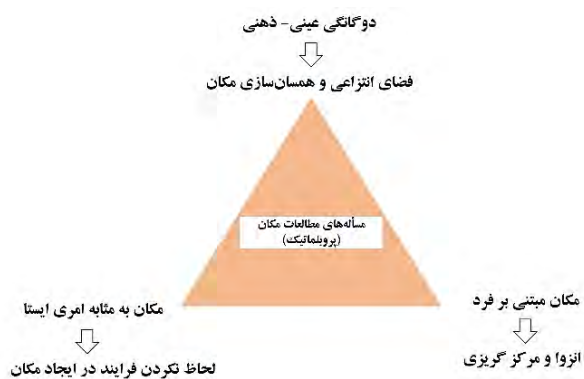 دوگانگی عینی- ذهنی
فضای انتزاعی و همسان‌سازی مکان
مسأله‌های مطالعات مکان
(پروبلماتیک)
مکان مبتنی بر فرد
انزوا و مرکز گریزی
مکان به مثابه امری ایستا
لحاظ نکردن فرایند در ایجاد مکان